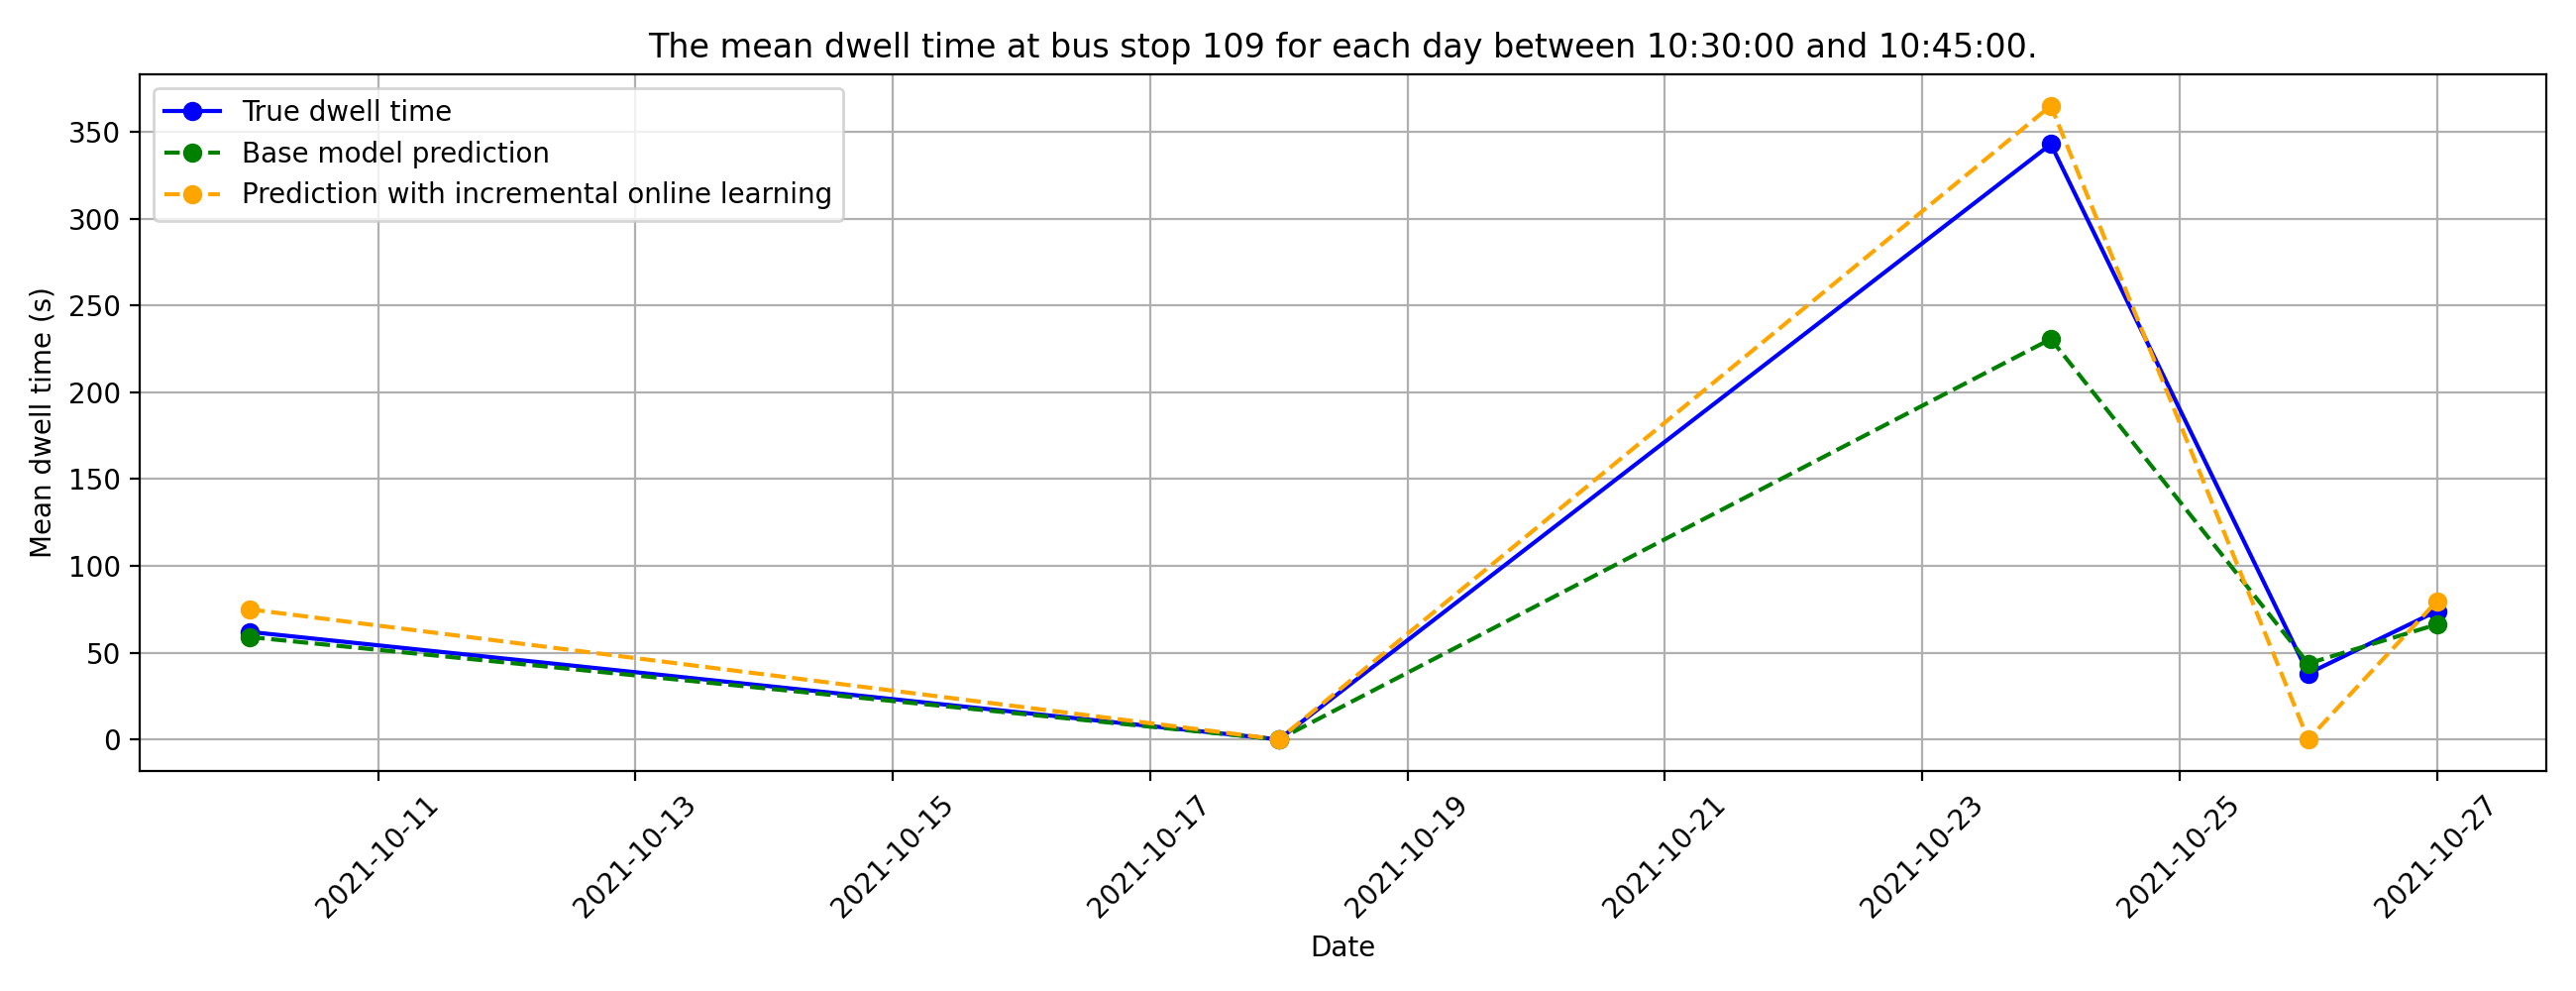 The mean dwell time at bus stop 109 for each day between 10:30:00 and 10:45:00.
True dwell time
Base model prediction
Prediction with incremental online learning
Mean dwell time (s)
350
300
250
200
150
100
50
0
2021-10-11
2021-10-13
2021-10-15
2021-10-17
2021-10-19
2021-10-21
2021-10-23
2021-10-25
2021-10-27
Date